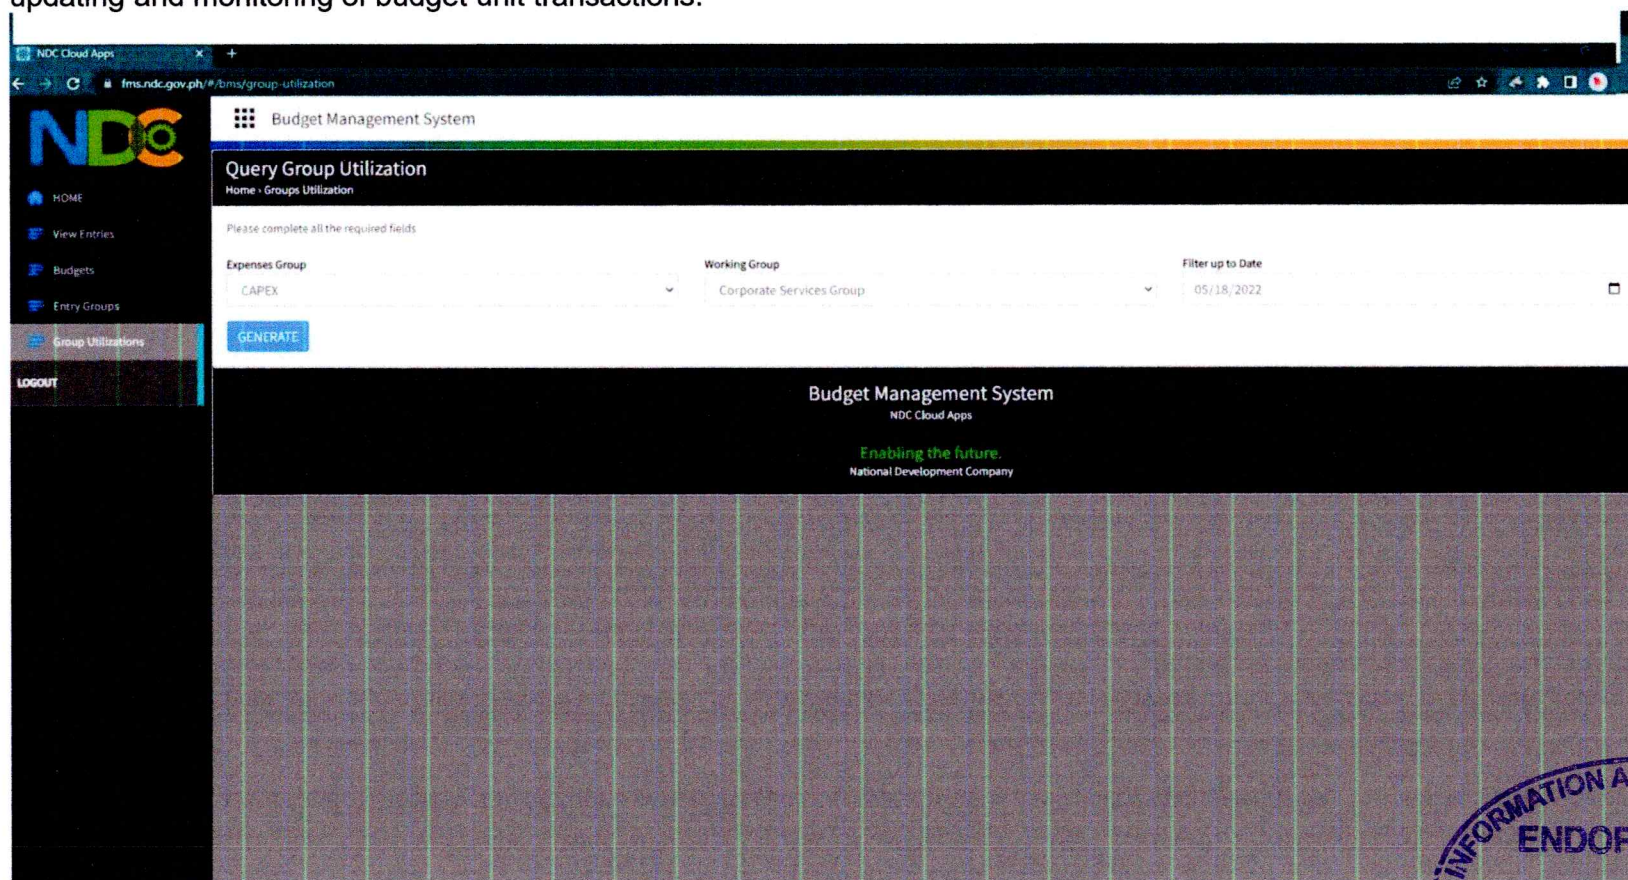 updating and monitoring of budget unit transactions.
NDC Cloud Apps
fms.ndc.gov.ph/#/bms/group-utilization
NDC
Budget Management System
Query Group Utilization
Home › Groups Utilization
HOME
View Entries
Budgets
Entry Groups
Group Utilizations
LOGOUT
Please complete all the required fields
Expenses Group
Working Group
Filter up to Date
CAPEX
Corporate Services Group
05/18/2022
GENERATE
Budget Management System
NDC Cloud Apps
Enabling the future.
National Development Company